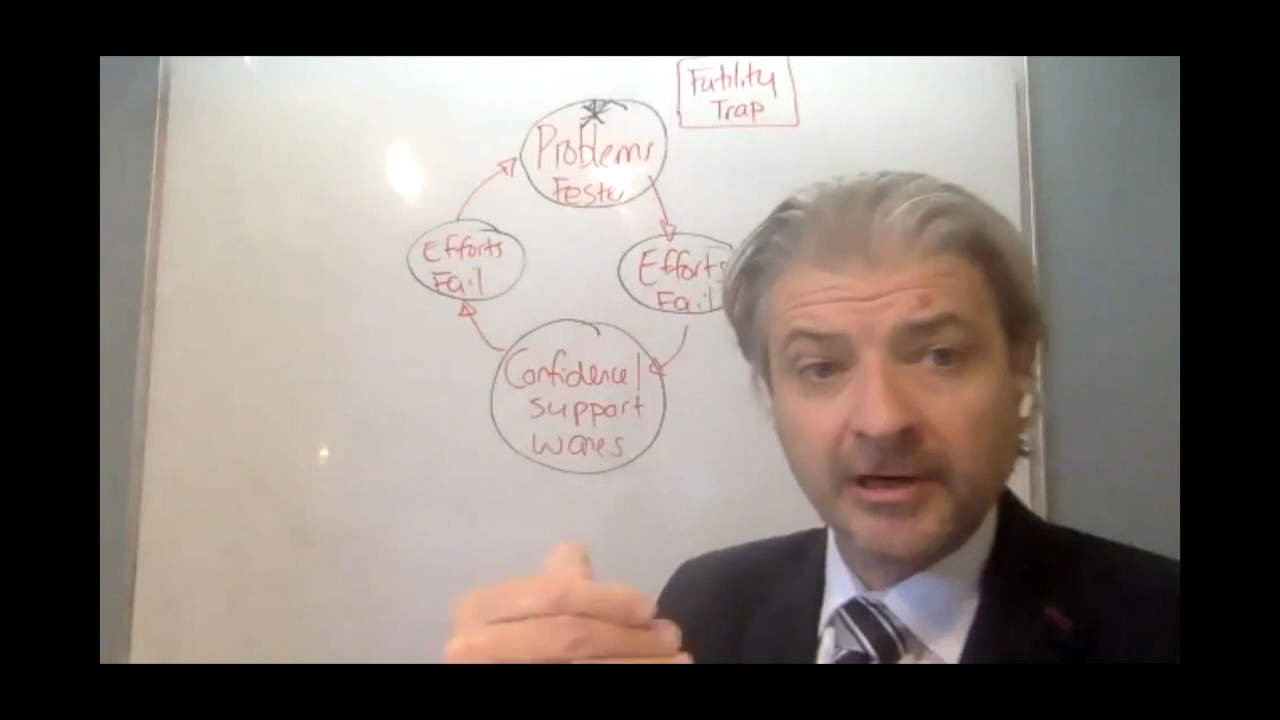 Futility
Trap
Problems
Fester
Efforts
Fail
Efforts
Fail
Confidence/
Support
Wanes